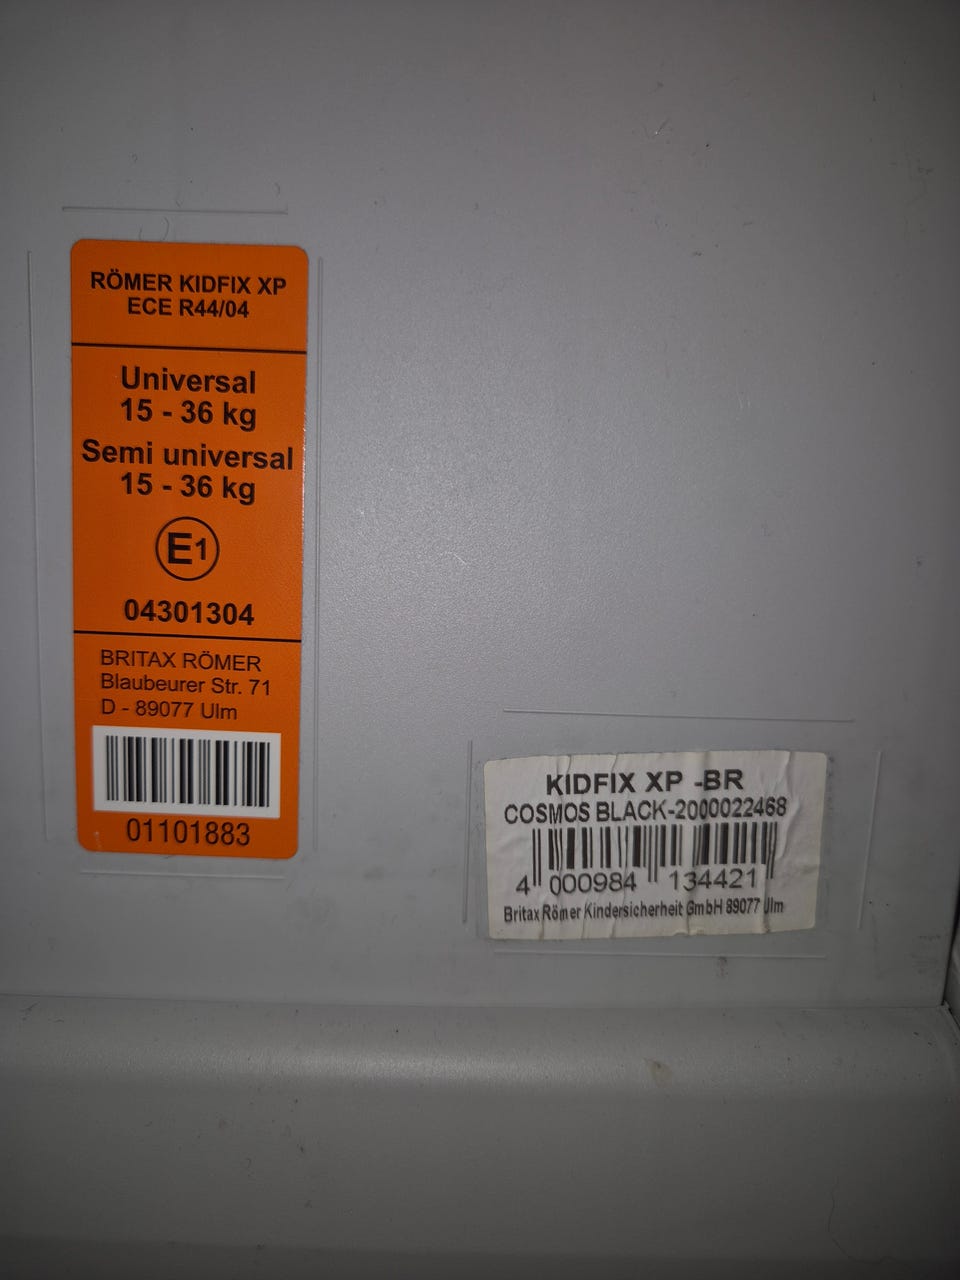 RÖMER KIDFIX XP
ECE R44/04
Universal
15 - 36 kg
Semi universal
15 - 36 kg
E1
04301304
BRITAX RÖMER
Blaubeurer Str. 71
D - 89077 Ulm
01101883
KIDFIX XP -BR
COSMOS BLACK-2000022468
4 000984 134421
Britax Römer Kindersicherheit GmbH 89077 Ulm